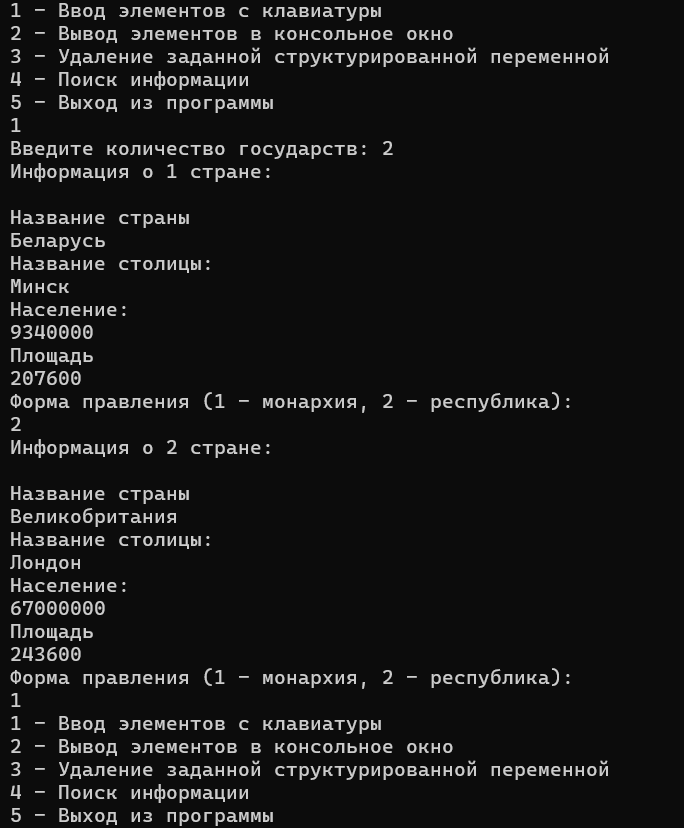 1 - Ввод элементов с клавиатуры
2 - Вывод элементов в консольное окно
3 - Удаление заданной структурированной переменной
4 - Поиск информации
5 - Выход из программы
1
Введите количество государств: 2
Информация о 1 стране:
Название страны
Беларусь
Название столицы:
Минск
Население:
9340000
Площадь
207600
Форма правления (1 - монархия, 2 - республика):
2
Информация о 2 стране:
Название страны
Великобритания
Название столицы:
Лондон
Население:
67000000
Площадь
243600
Форма правления (1 - монархия, 2 - республика):
1
1 - Ввод элементов с клавиатуры
2 - Вывод элементов в консольное окно
3 - Удаление заданной структурированной переменной
4 - Поиск информации
5 - Выход из программы